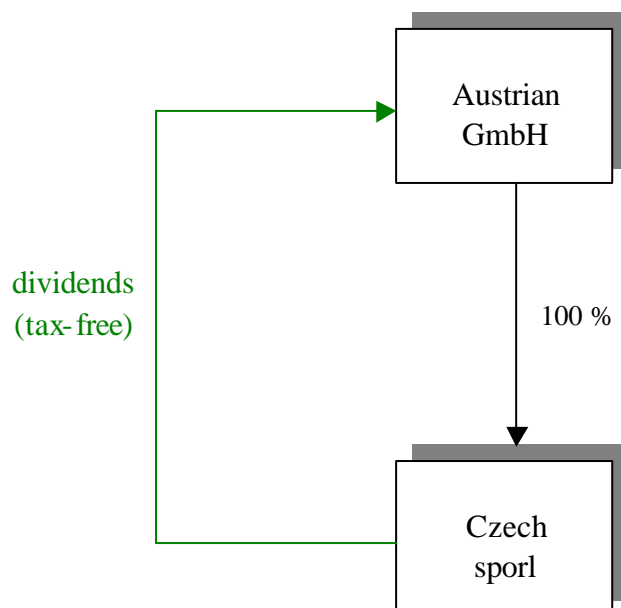 Austrian
GmbH
dividends
(tax-free)
100 %
Czech
sporl